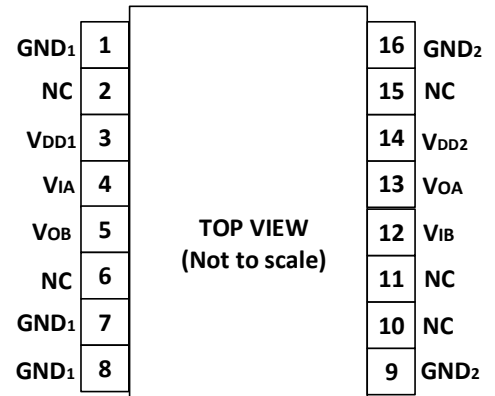 GND1 1 16 GND2
NC 2 15 NC
VDD1 3 14 VDD2
VIA 4 13 VOA
VOB 5 12 VIB
TOP VIEW
(Not to scale)
NC 6 11 NC
GND1 7 10 NC
GND1 8 9 GND2